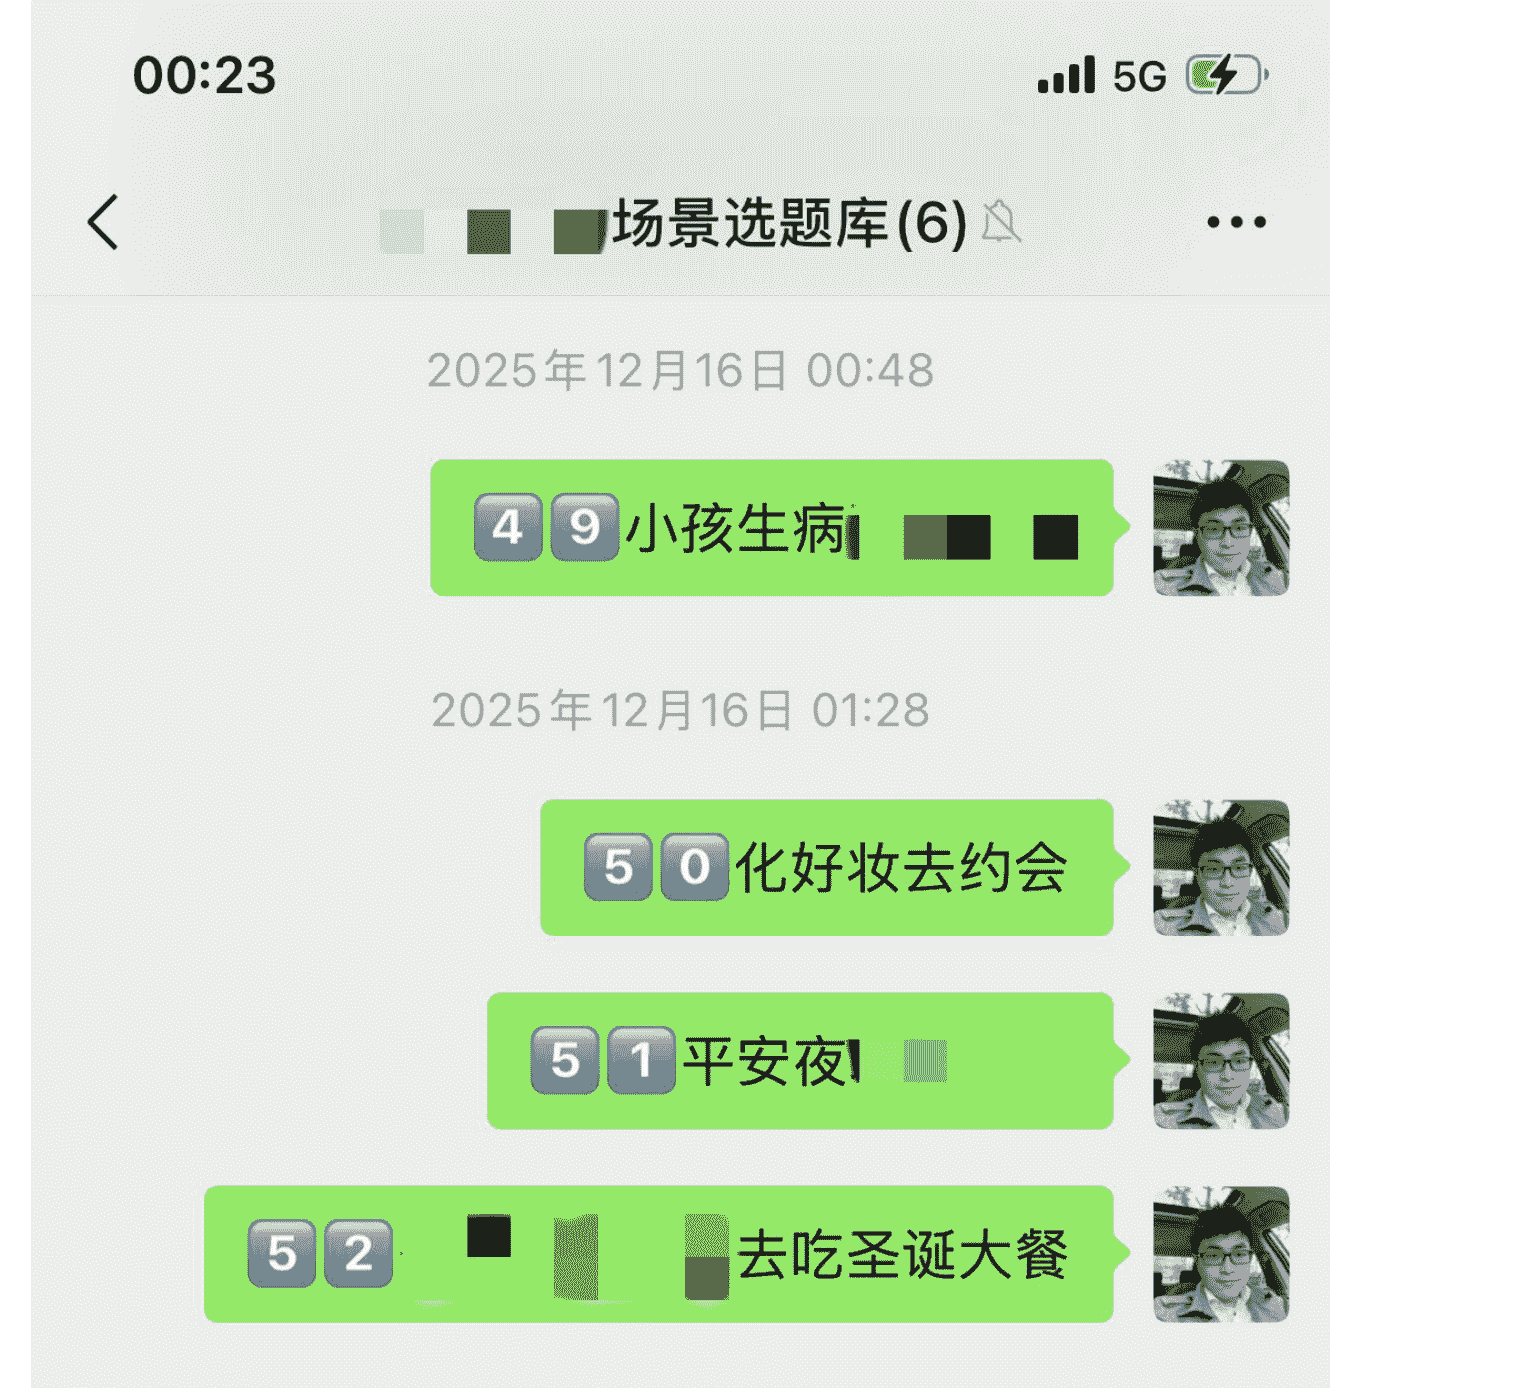 00:23 5G
场景选题库(6)
2025年12月16日 00:48
49小孩生病
2025年12月16日 01:28
50化好妆去约会
51平安夜
52 去吃圣诞大餐